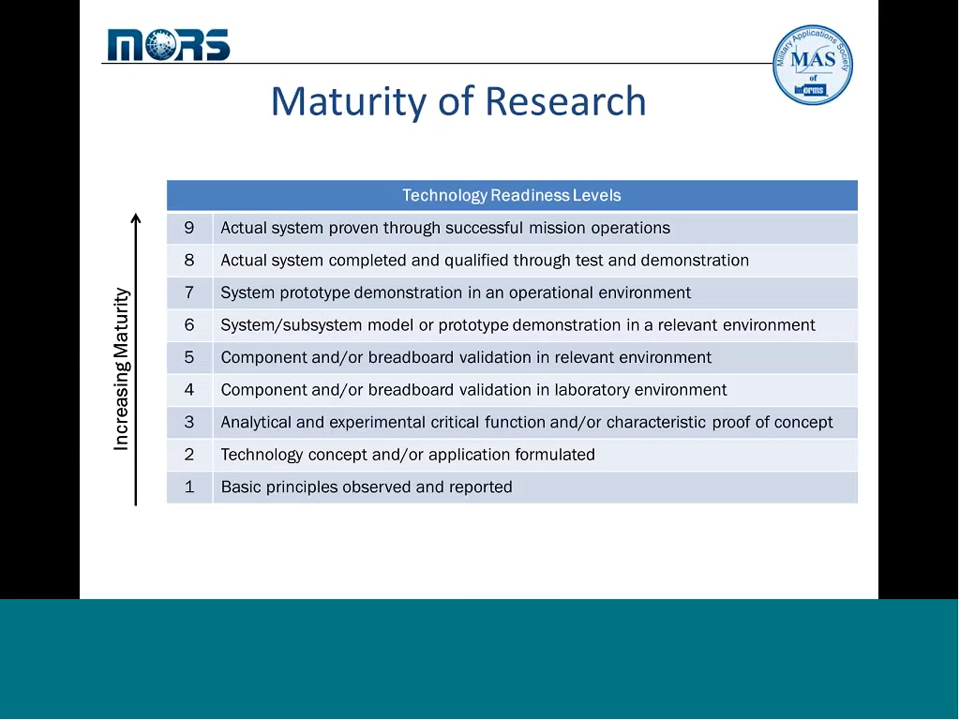 MORS
Military Applications Society
MAS
of
informs
Maturity of Research
Technology Readiness Levels
9 Actual system proven through successful mission operations
8 Actual system completed and qualified through test and demonstration
7 System prototype demonstration in an operational environment
6 System/subsystem model or prototype demonstration in a relevant environment
5 Component and/or breadboard validation in relevant environment
4 Component and/or breadboard validation in laboratory environment
3 Analytical and experimental critical function and/or characteristic proof of concept
2 Technology concept and/or application formulated
1 Basic principles observed and reported
Increasing Maturity